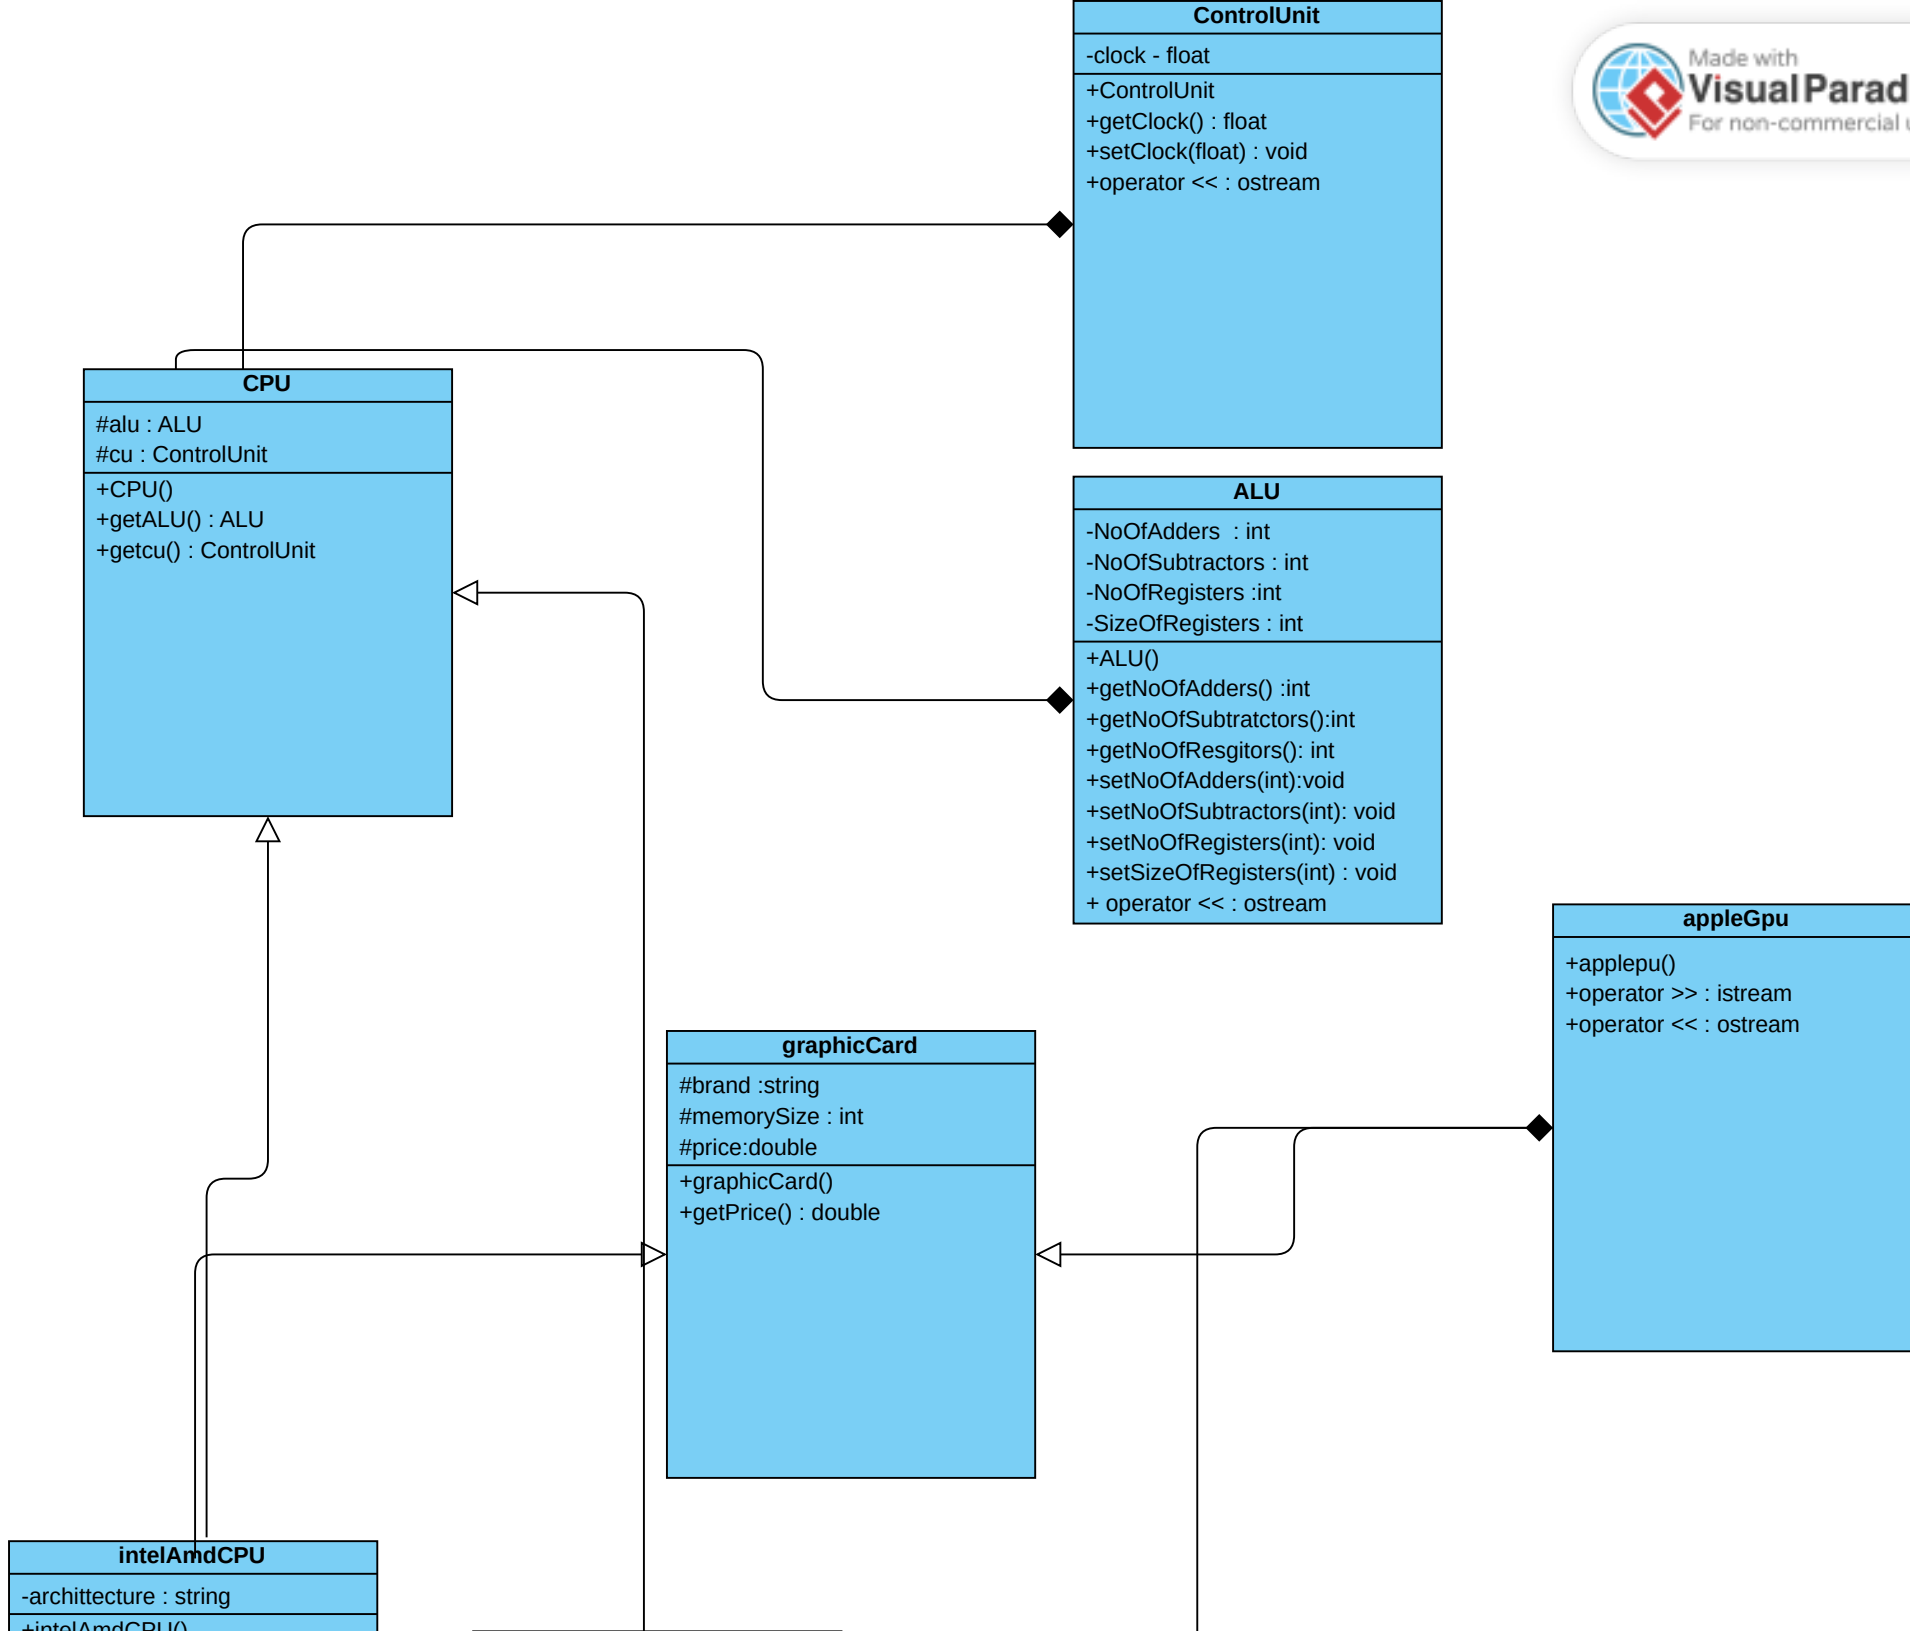 ControlUnit
-clock - float
+ControlUnit
+getClock() : float
+setClock(float) : void
+operator << : ostream
Made with
Visual Parad
For non-commercial
CPU
#alu : ALU
#cu : ControlUnit
+CPU()
+getALU() : ALU
+getcu() : ControlUnit
ALU
-NoOfAdders  : int
-NoOfSubtractors : int
-NoOfRegisters :int
-SizeOfRegisters : int
+ALU()
+getNoOfAdders() :int
+getNoOfSubtratctors():int
+getNoOfResgitors(): int
+setNoOfAdders(int):void
+setNoOfSubtractors(int): void
+setNoOfRegisters(int): void
+setSizeOfRegisters(int) : void
+ operator << : ostream
appleGpu
+applepu()
+operator >> : istream
+operator << : ostream
graphicCard
#brand :string
#memorySize : int
#price:double
+graphicCard()
+getPrice() : double
intelAmdCPU
-archittecture : string
+intelAmdCPU()